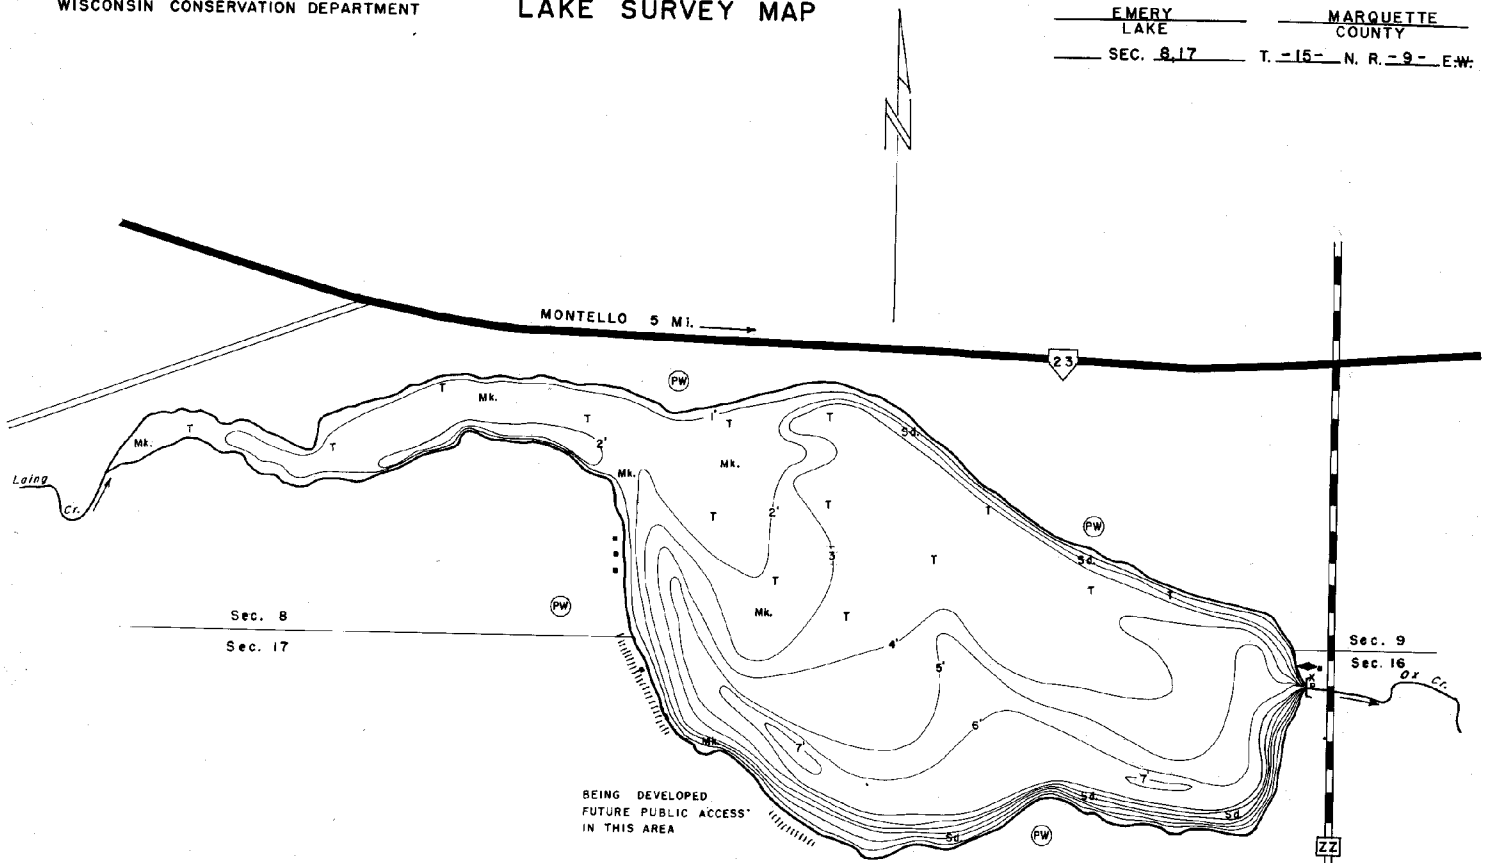 WISCONSIN CONSERVATION DEPARTMENT
LAKE SURVEY MAP
EMERY
LAKE
MARQUETTE
COUNTY
SEC. 8,17 T. -15- N. R. -9- E.W.
N
MONTELLO 5 MI.
23
PW
T
Mk.
T
1'
T
T
Sd.
Mk.
T
T
2'
Mk.
Mk.
Laing
Cr.
T
2'
T
T
PW
3
T
Sd.
T
T
T
PW
Mk.
T
Sec. 8
Sec. 17
4'
Sec. 9
5'
Sec. 16
Ox Cr.
6'
Mk.
7'
7'
BEING DEVELOPED
FUTURE PUBLIC ACCESS
IN THIS AREA
Sd.
Sd.
Sd.
PW
ZZ